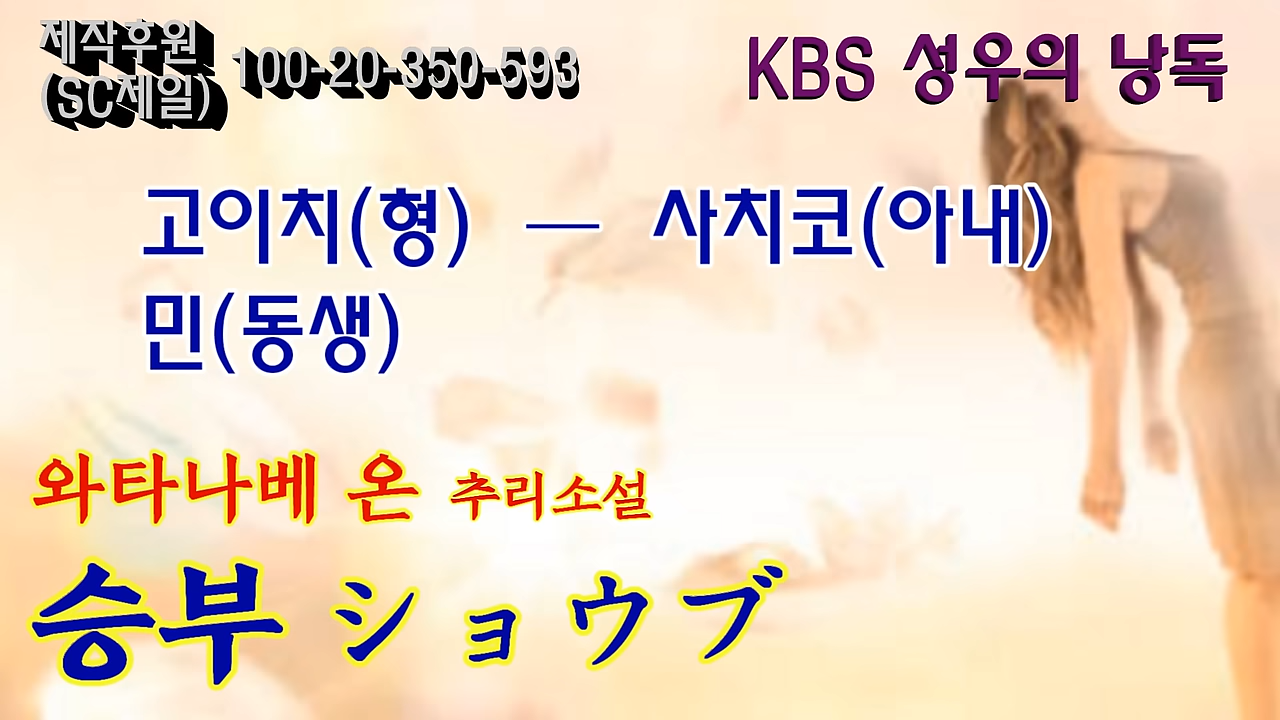 제작후원
(SC제일) 100-20-350-593
KBS 성우의 낭독
고이치(형) — 사치코(아내)
민(동생)
와타나베 온 추리소설
승부 ショウブ